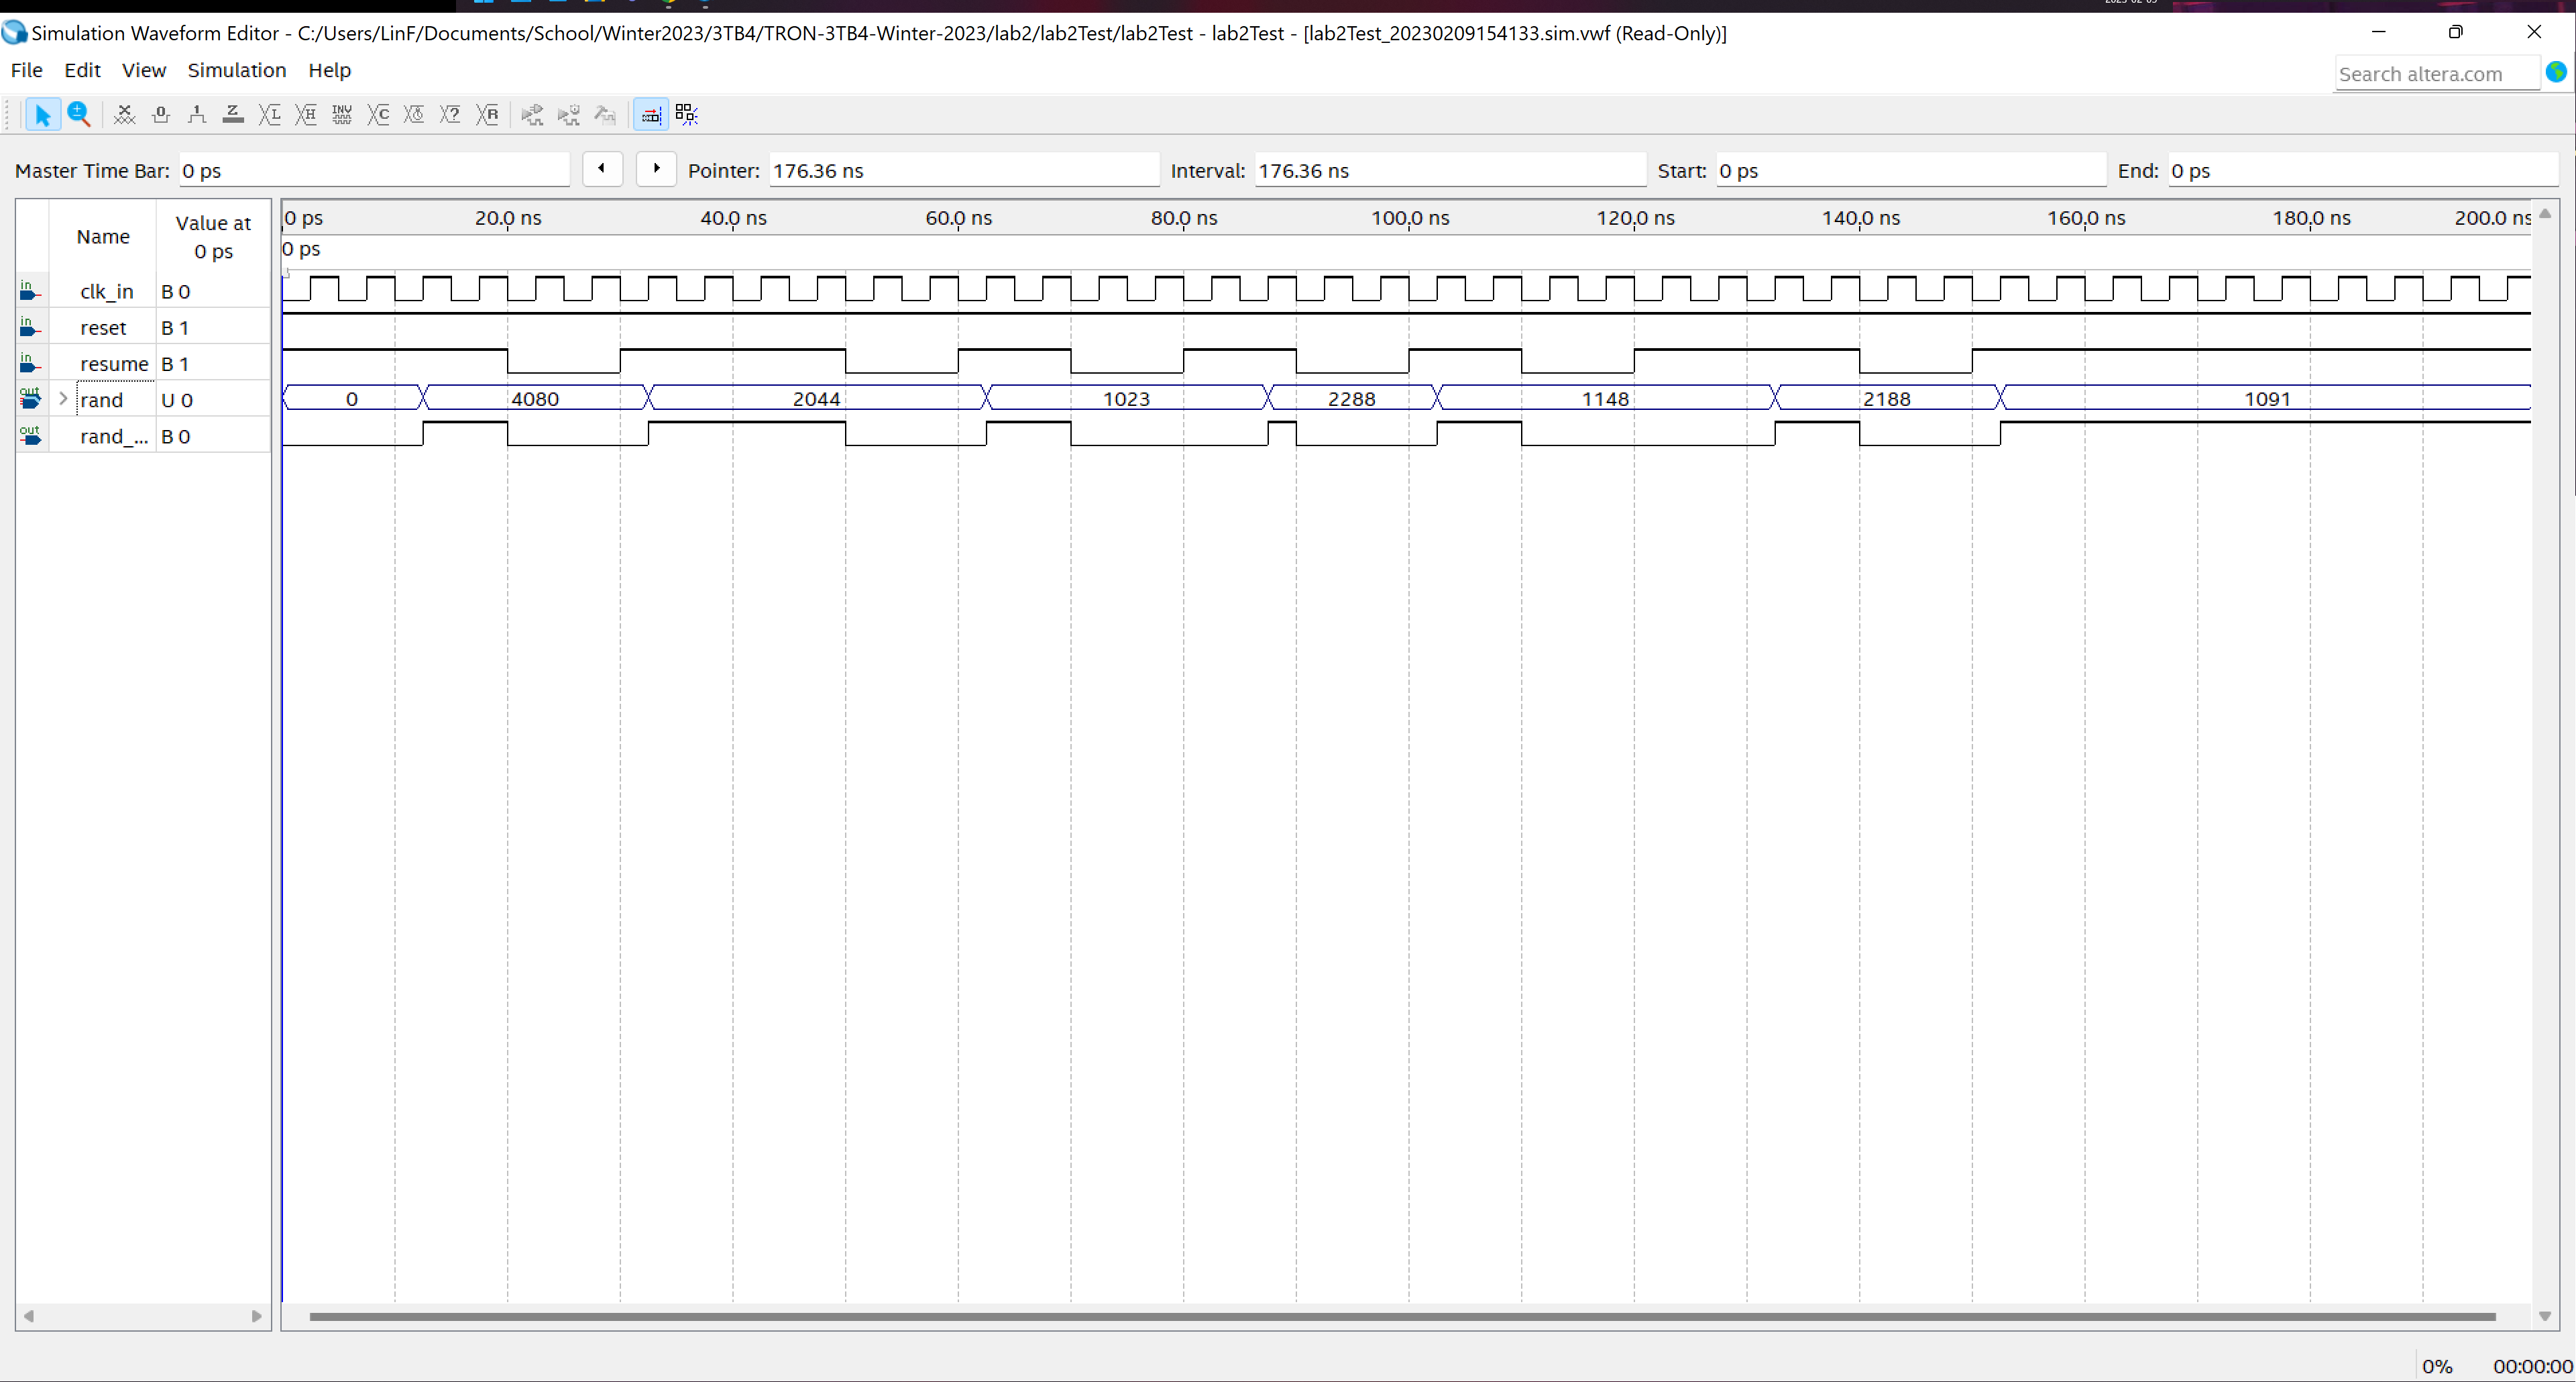 Simulation Waveform Editor - C:/Users/LinF/Documents/School/Winter2023/3TB4/TRON-3TB4-Winter-2023/lab2/lab2Test/lab2Test - lab2Test - [lab2Test_20230209154133.sim.vwf (Read-Only)]
File Edit View Simulation Help
Search altera.com
Master Time Bar: 0 ps Pointer: 176.36 ns Interval: 176.36 ns Start: 0 ps End: 0 ps
Name Value at 0 ps
0 ps 20.0 ns 40.0 ns 60.0 ns 80.0 ns 100.0 ns 120.0 ns 140.0 ns 160.0 ns 180.0 ns 200.0 ns
0 ps
in clk_in B 0
in reset B 1
in resume B 1
out rand U 0 0 4080 2044 1023 2288 1148 2188 1091
out rand_... B 0
0% 00:00:00